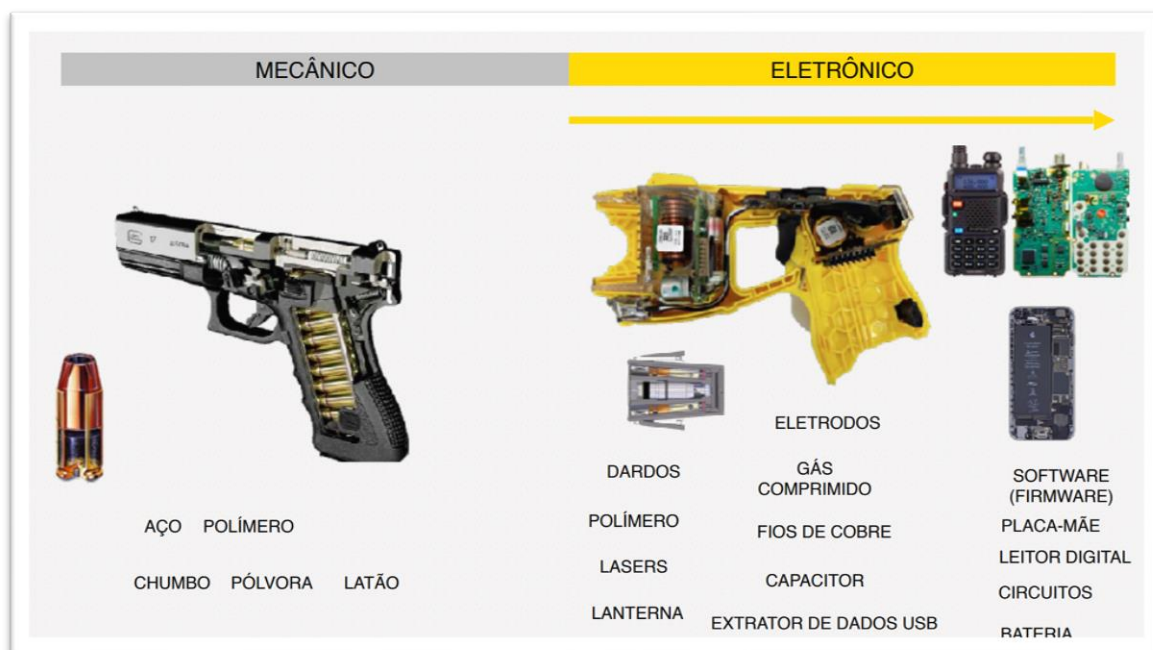 MECÂNICO
ELETRÔNICO
AÇO POLÍMERO
CHUMBO PÓLVORA LATÃO
DARDOS
POLÍMERO
LASERS
LANTERNA
ELETRODOS
GÁS
COMPRIMIDO
FIOS DE COBRE
CAPACITOR
EXTRATOR DE DADOS USB
SOFTWARE
(FIRMWARE)
PLACA-MÃE
LEITOR DIGITAL
CIRCUITOS
BATERIA